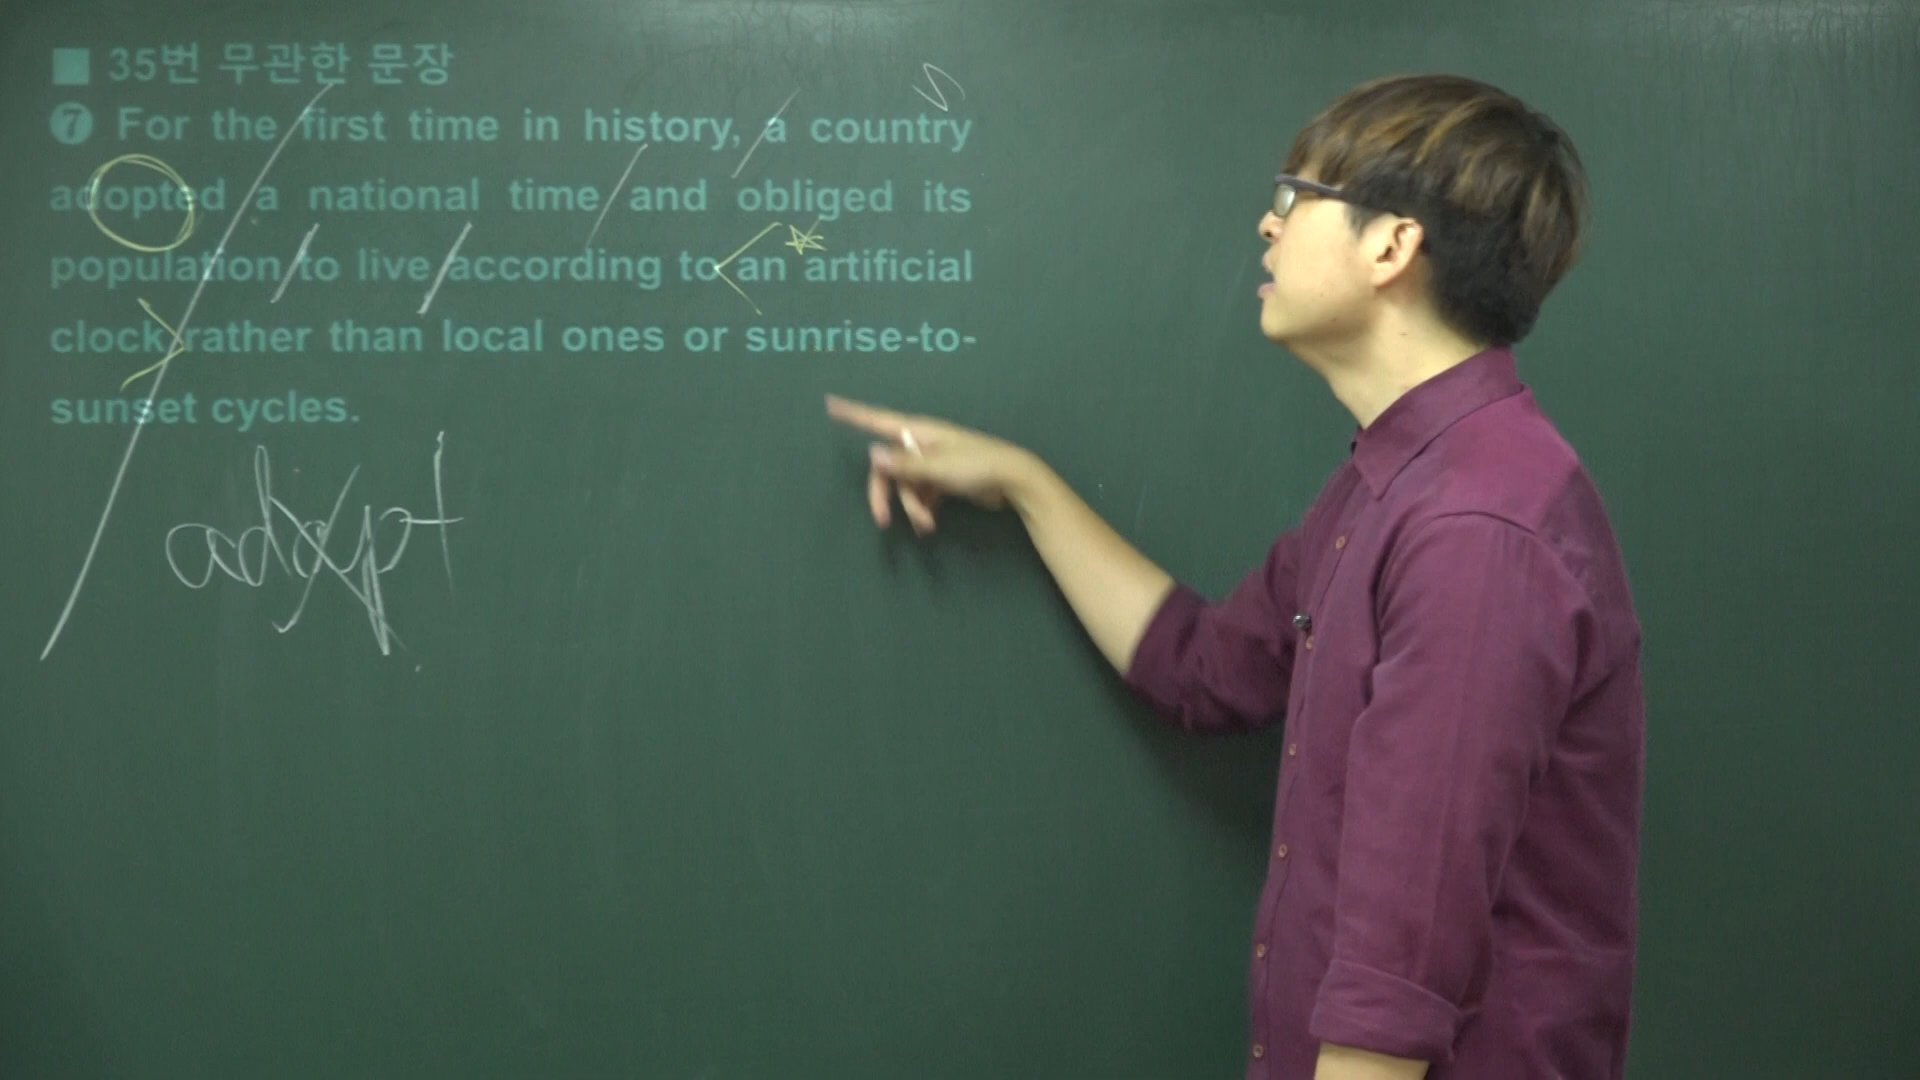 ■ 35번 무관한 문장
❼ For the first time in history, a country
adopted a national time and obliged its
population to live according to an artificial
clock rather than local ones or sunrise-to-
sunset cycles.
adapt